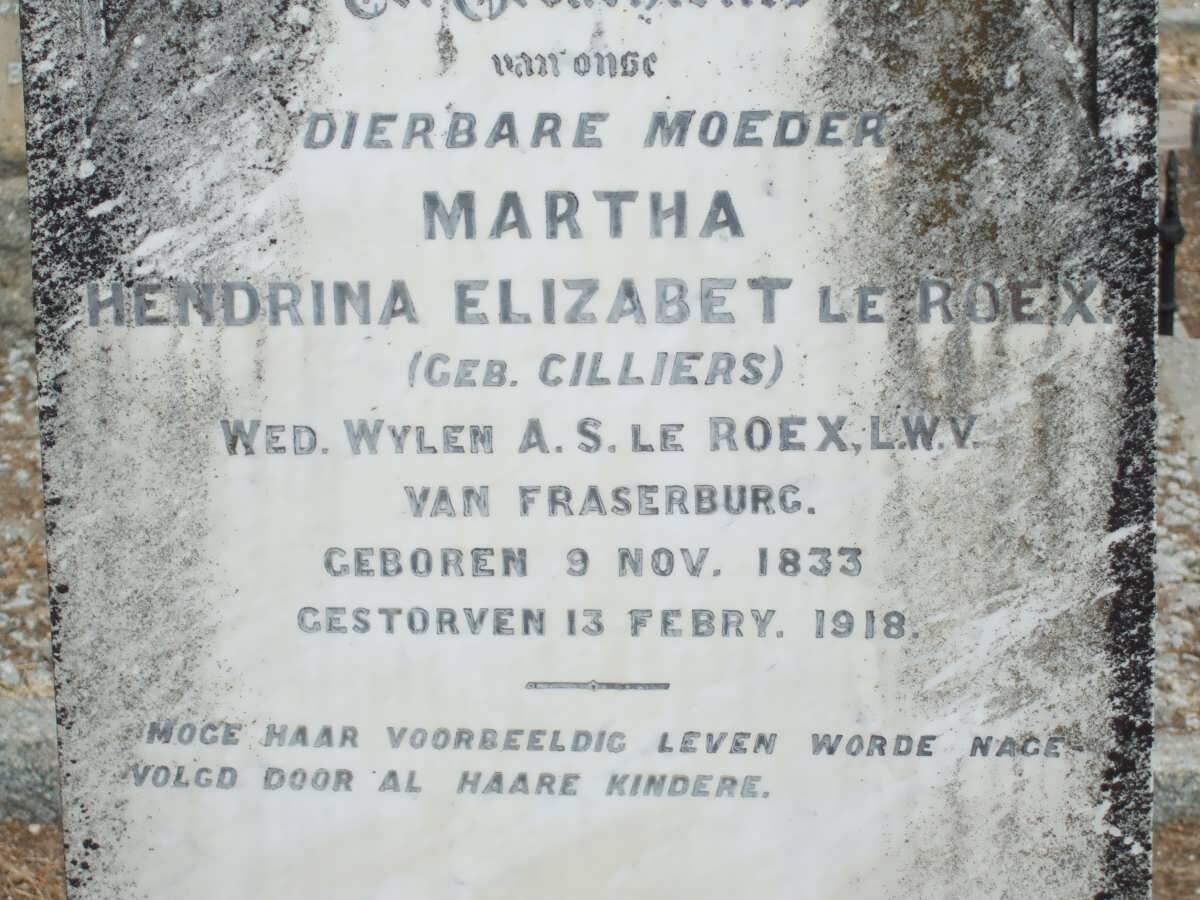 van onze
DIERBARE MOEDER
MARTHA
HENDRINA ELIZABET LE ROEX.
(GEB. CILLIERS)
WED. WYLEN A. S. LE ROEX, L.W.V.
VAN FRASERBURG.
GEBOREN 9 NOV. 1833
GESTORVEN 13 FEBRY. 1918.
MOGE HAAR VOORBEELDIG LEVEN WORDE NAGE-
VOLGD DOOR AL HAARE KINDERE.